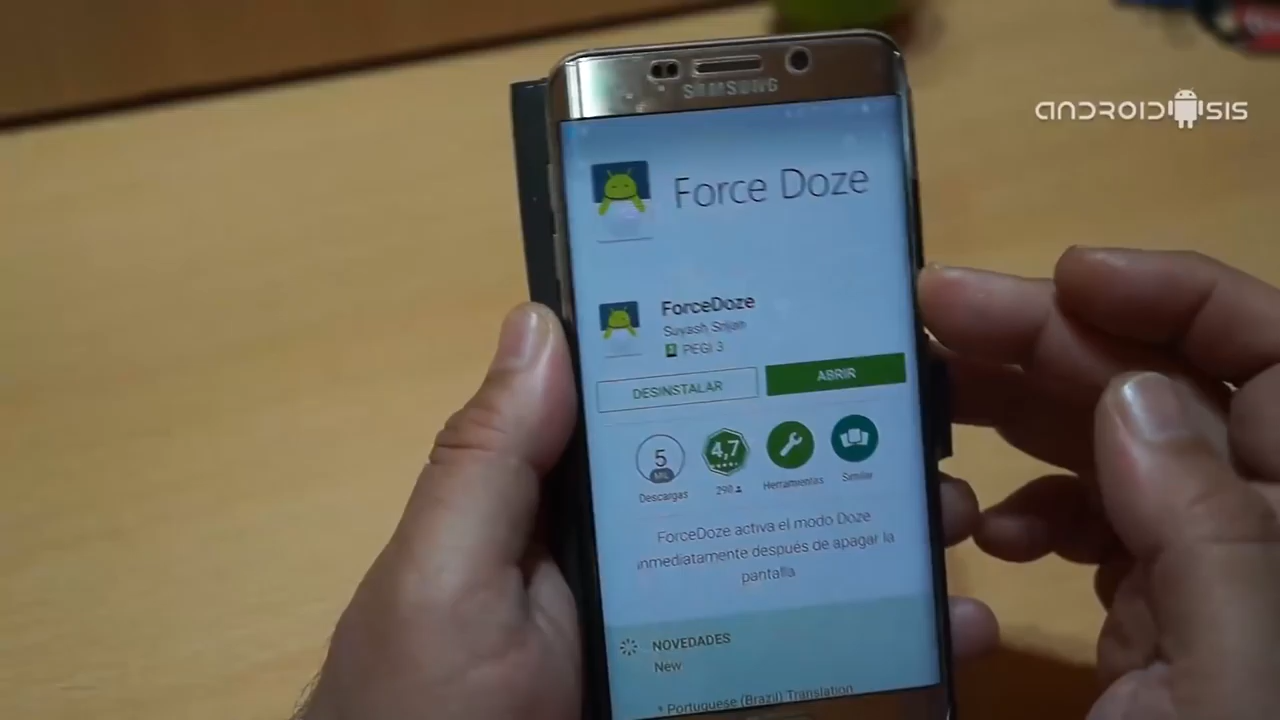 SAMSUNG
ANDROIDSIS
Force Doze
ForceDoze
Suyash Srijan
PEGI 3
DESINSTALAR
ABRIR
5
MIL
4,7
Descargas
290
Herramientas
Similar
ForceDoze activa el modo Doze
inmediatamente después de apagar la
pantalla
NOVEDADES
New
* Portuguese (Brazil) Translation